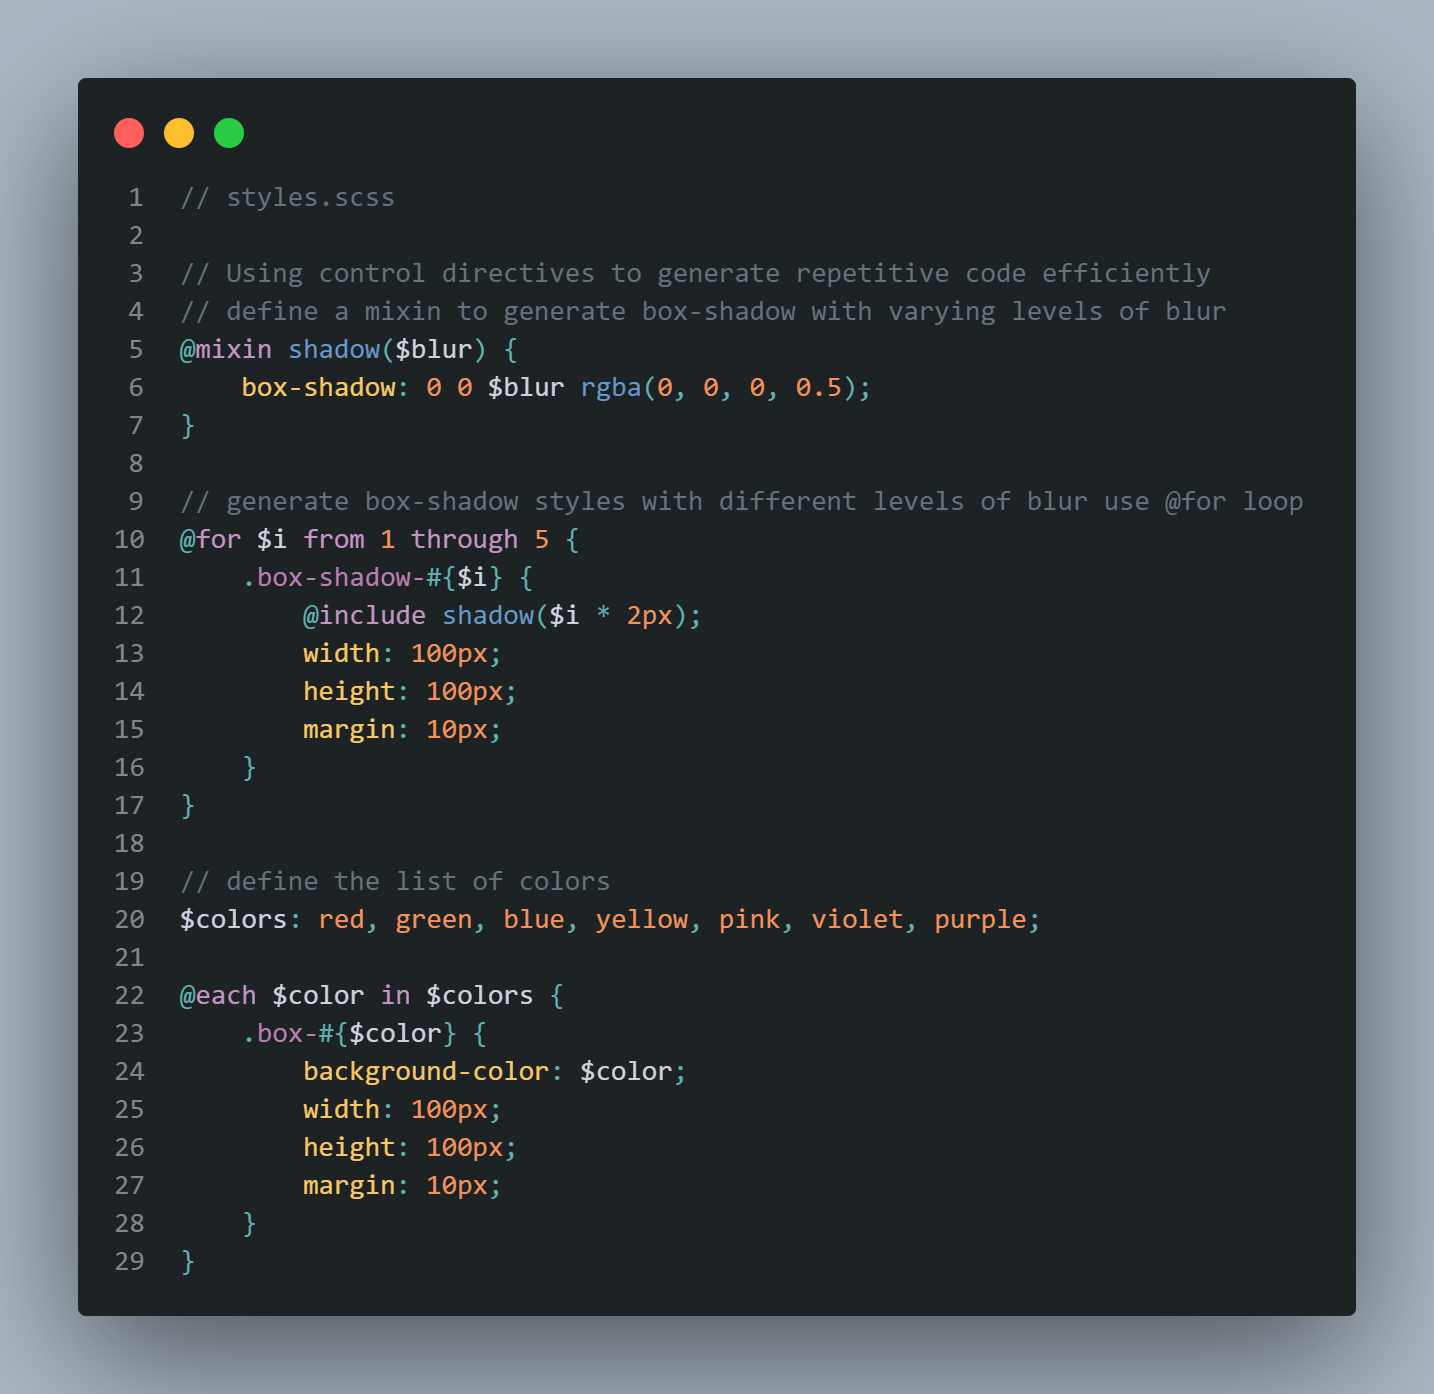 1 // styles.scss
2
3 // Using control directives to generate repetitive code efficiently
4 // define a mixin to generate box-shadow with varying levels of blur
5 @mixin shadow($blur) {
6     box-shadow: 0 0 $blur rgba(0, 0, 0, 0.5);
7 }
8
9 // generate box-shadow styles with different levels of blur use @for loop
10 @for $i from 1 through 5 {
11     .box-shadow-#{$i} {
12         @include shadow($i * 2px);
13         width: 100px;
14         height: 100px;
15         margin: 10px;
16     }
17 }
18
19 // define the list of colors
20 $colors: red, green, blue, yellow, pink, violet, purple;
21
22 @each $color in $colors {
23     .box-#{$color} {
24         background-color: $color;
25         width: 100px;
26         height: 100px;
27         margin: 10px;
28     }
29 }